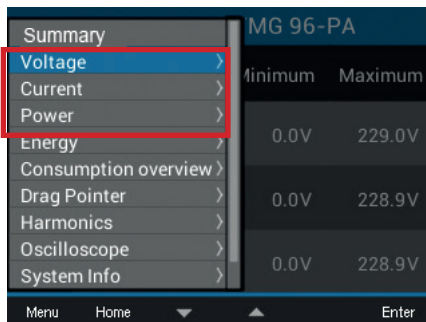 Summary
MG 96-PA
Voltage
Minimum Maximum
Current
Power
0.0V 229.0V
Energy
Consumption overview
Drag Pointer
0.0V 228.9V
Harmonics
Oscilloscope
0.0V 228.9V
System Info
Menu Home Enter